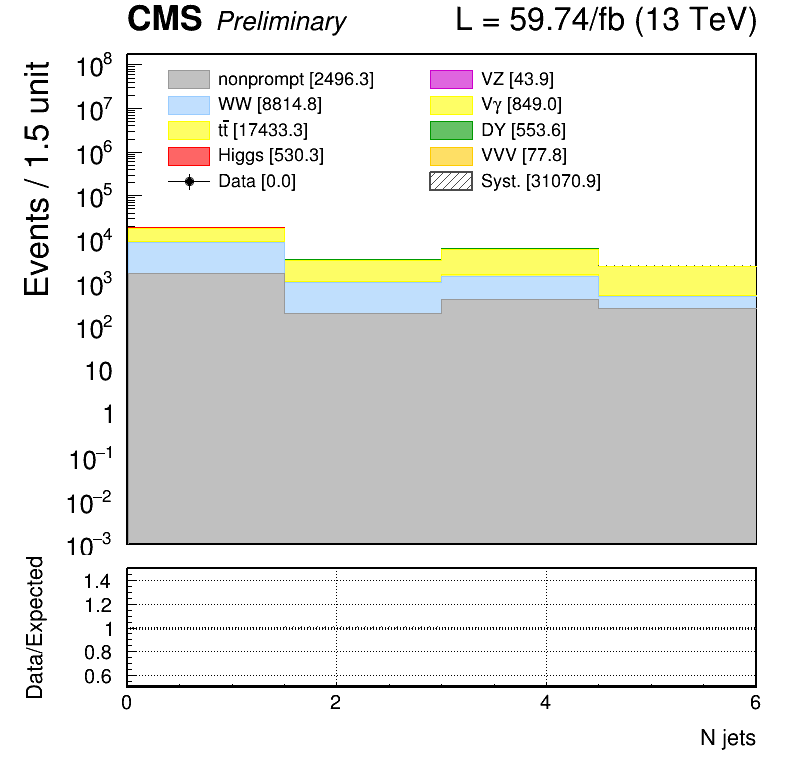 CMS Preliminary L = 59.74/fb (13 TeV)
Events / 1.5 unit
10⁸
10⁷
10⁶
10⁵
10⁴
10³
10²
10
1
10⁻¹
10⁻²
10⁻³
nonprompt [2496.3]
WW [8814.8]
tt̄ [17433.3]
Higgs [530.3]
Data [0.0]
VZ [43.9]
Vγ [849.0]
DY [553.6]
VVV [77.8]
Syst. [31070.9]
Data/Expected
1.4
1.2
1
0.8
0.6
0 2 4 6
N jets